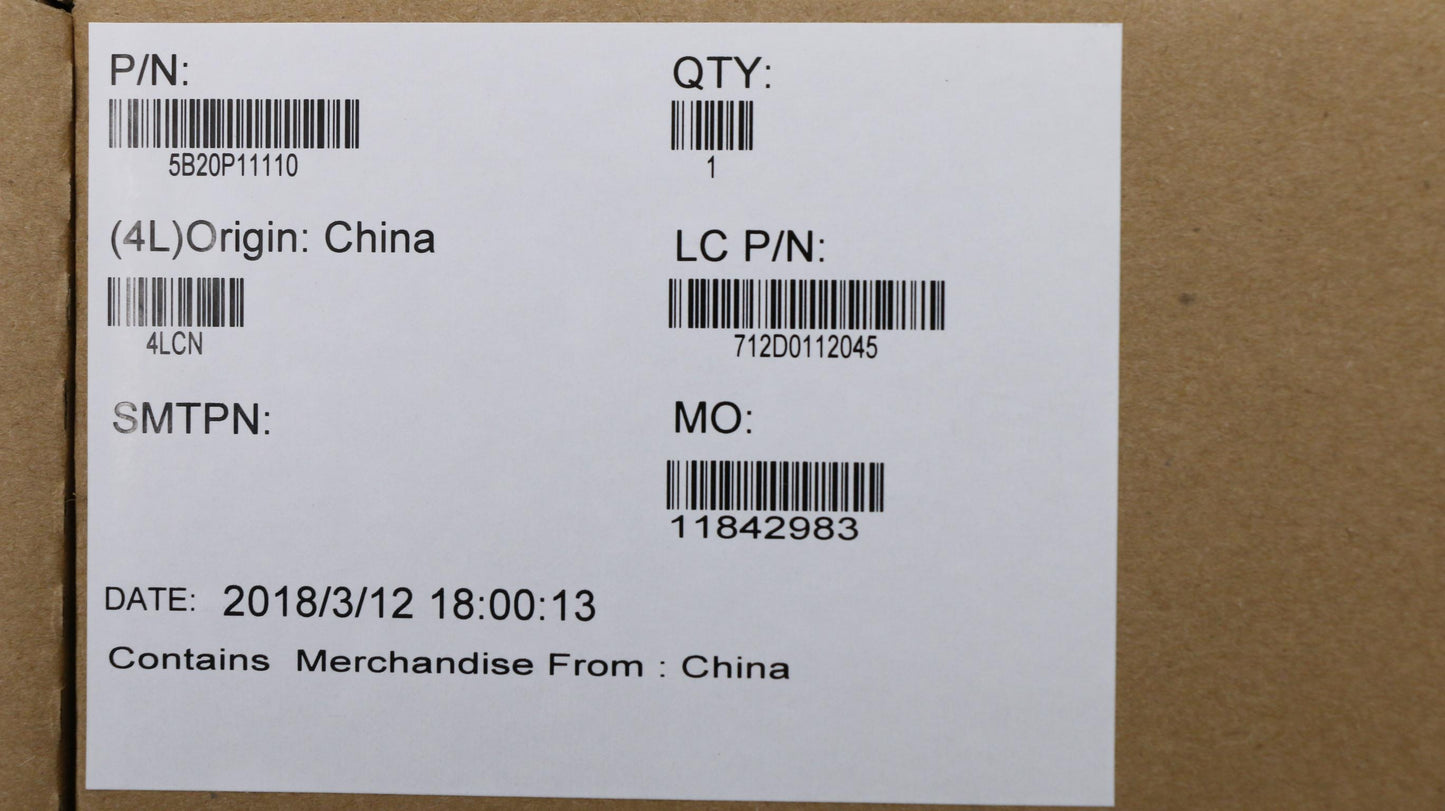 P/N:
5B20P11110
QTY:
1
(4L)Origin: China
4LCN
LC P/N:
712D0112045
SMTPN:
MO:
11842983
DATE: 2018/3/12 18:00:13
Contains Merchandise From : China